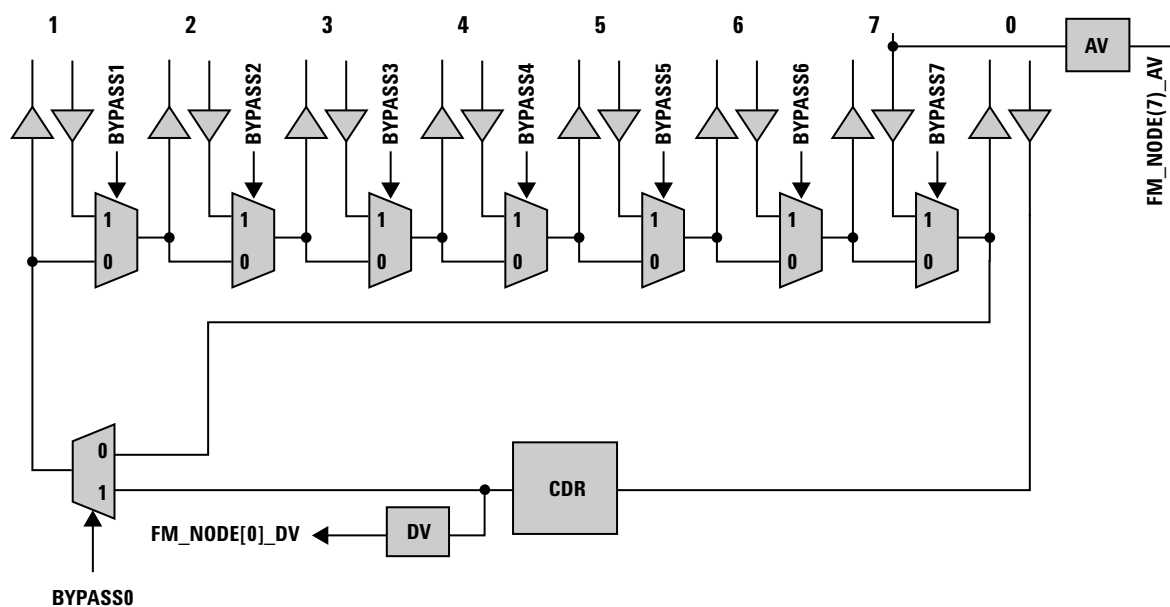 1 2 3 4 5 6 7 0
AV
FM_NODE(7)_AV
BYPASS1
BYPASS2
BYPASS3
BYPASS4
BYPASS5
BYPASS6
BYPASS7
1 1 1 1 1 1 1
0 0 0 0 0 0 0
0
1
CDR
DV
FM_NODE[0]_DV
BYPASS0